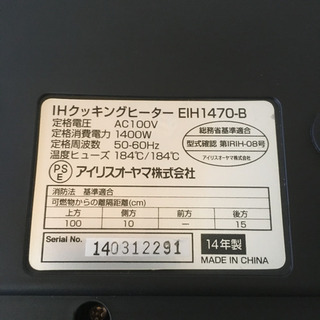 IHクッキングヒーター EIH1470-B
定格電圧 AC100V
定格消費電力 1400W
定格周波数 50-60Hz
温度ヒューズ 184℃/184℃
総務省基準適合
型式確認 第IRIH-08号
アイリスオーヤマ株式会社
PS
E
アイリスオーヤマ株式会社
消防法 基準適合
可燃物からの離隔距離(cm)
上方 側方 前方 後方
100 10 － 15
Serial No. 140312291
14年製
MADE IN CHINA